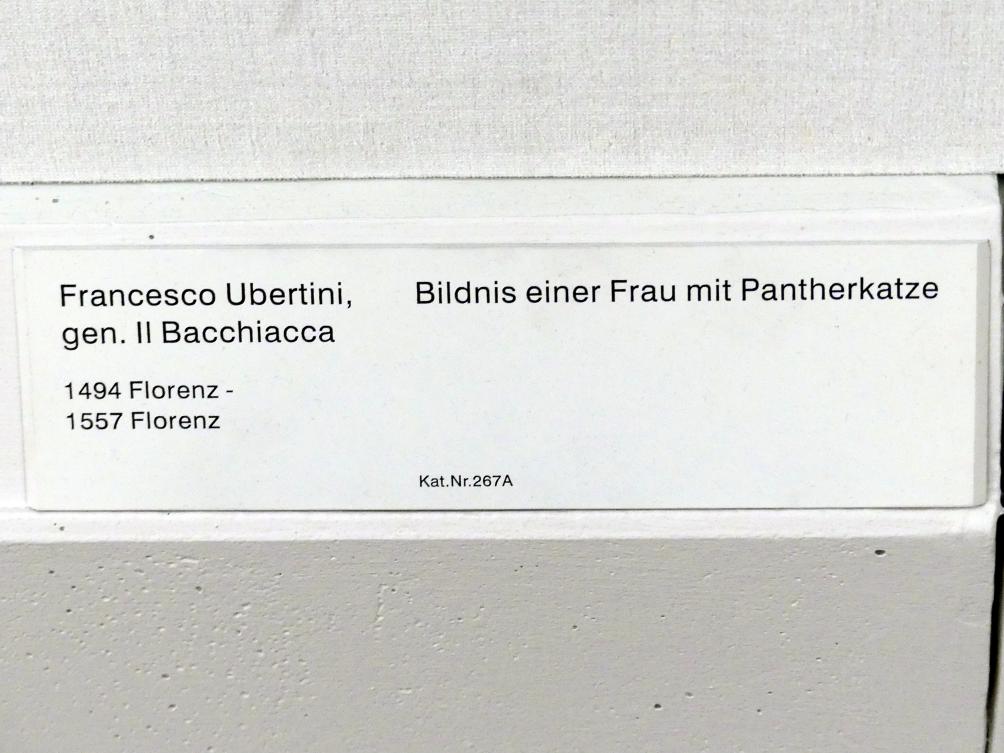 Francesco Ubertini,
gen. Il Bacchiacca
1494 Florenz -
1557 Florenz
Bildnis einer Frau mit Pantherkatze
Kat.Nr.267A